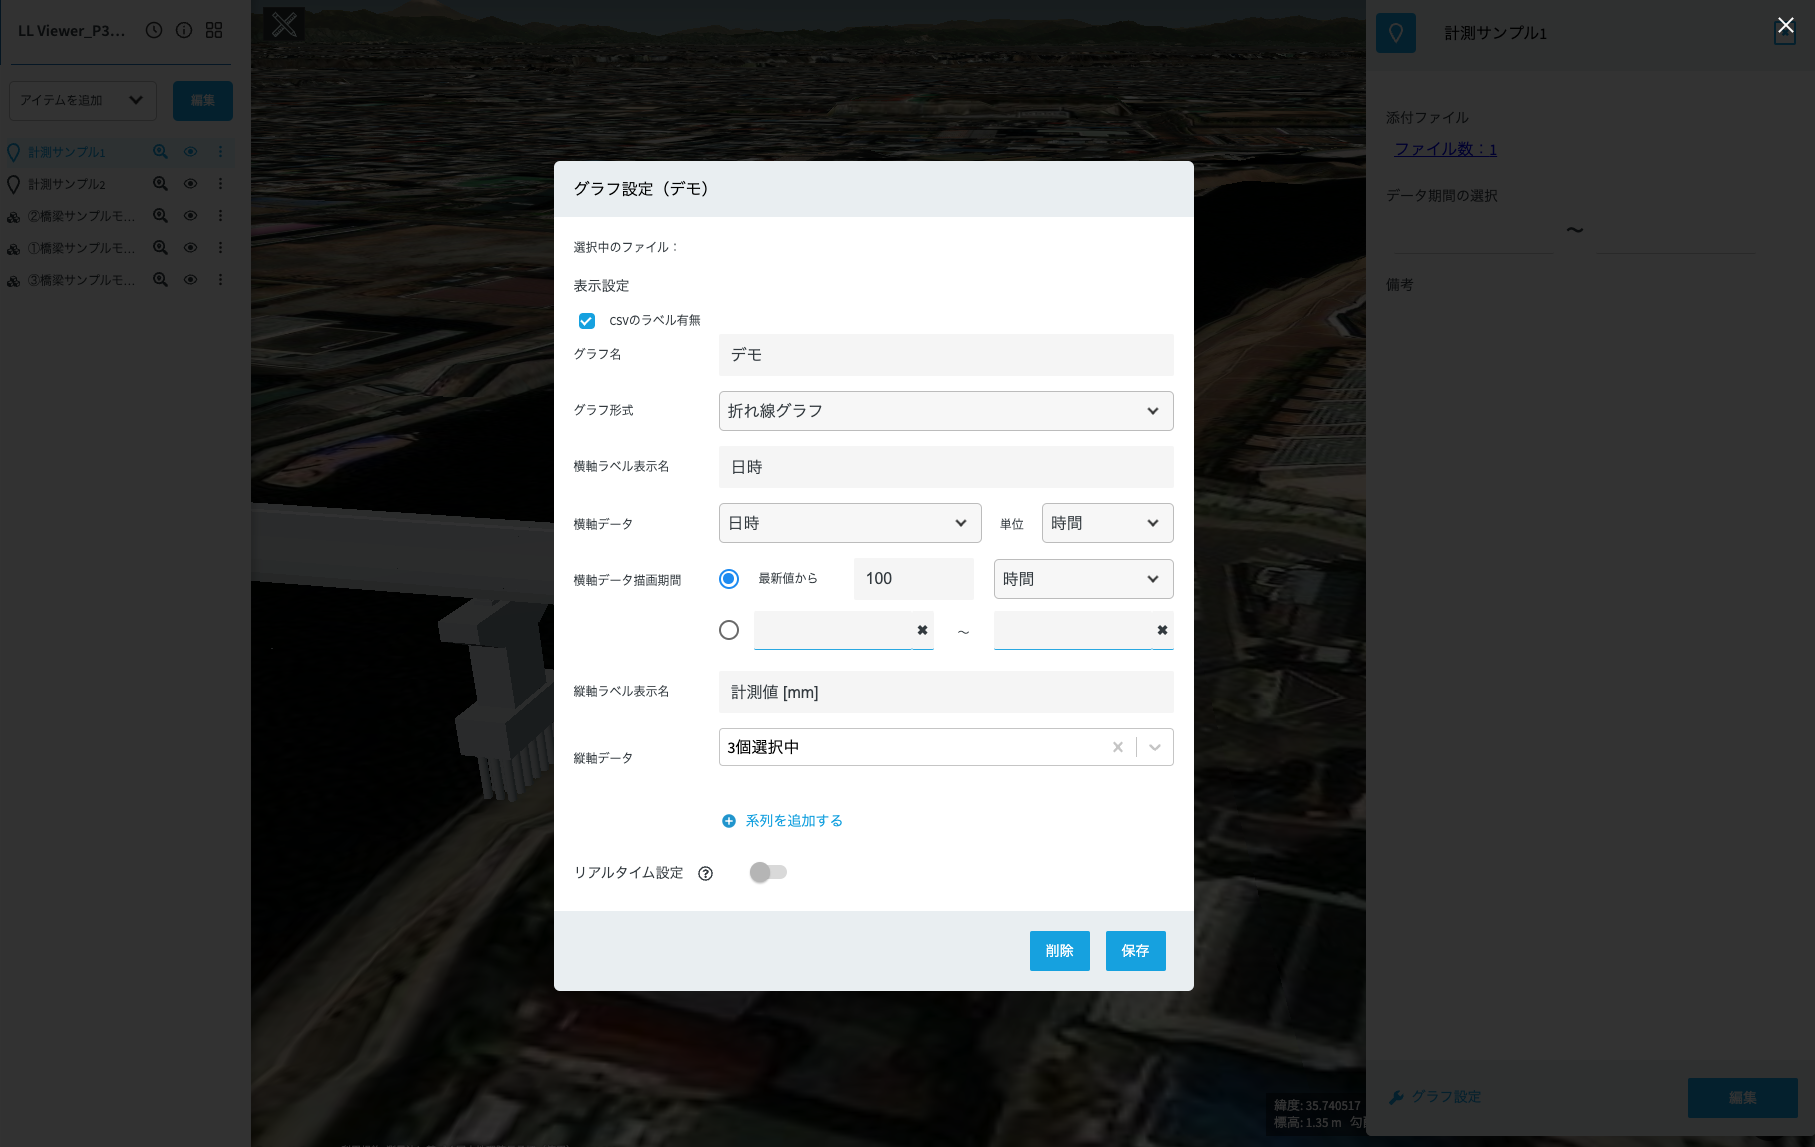 LL Viewer_P3...
アイテムを追加
編集
計測サンプル1
計測サンプル2
②橋梁サンプルモ...
①橋梁サンプルモ...
③橋梁サンプルモ...
グラフ設定（デモ）
選択中のファイル：
表示設定
csvのラベル有無
グラフ名 デモ
グラフ形式 折れ線グラフ
横軸ラベル表示名 日時
横軸データ 日時 単位 時間
横軸データ描画期間 最新値から 100 時間
～
縦軸ラベル表示名 計測値 [mm]
縦軸データ 3個選択中
系列を追加する
リアルタイム設定
削除 保存
計測サンプル1
添付ファイル
ファイル数：1
データ期間の選択
～
備考
グラフ設定
編集
緯度: 35.740517
標高: 1.35 m